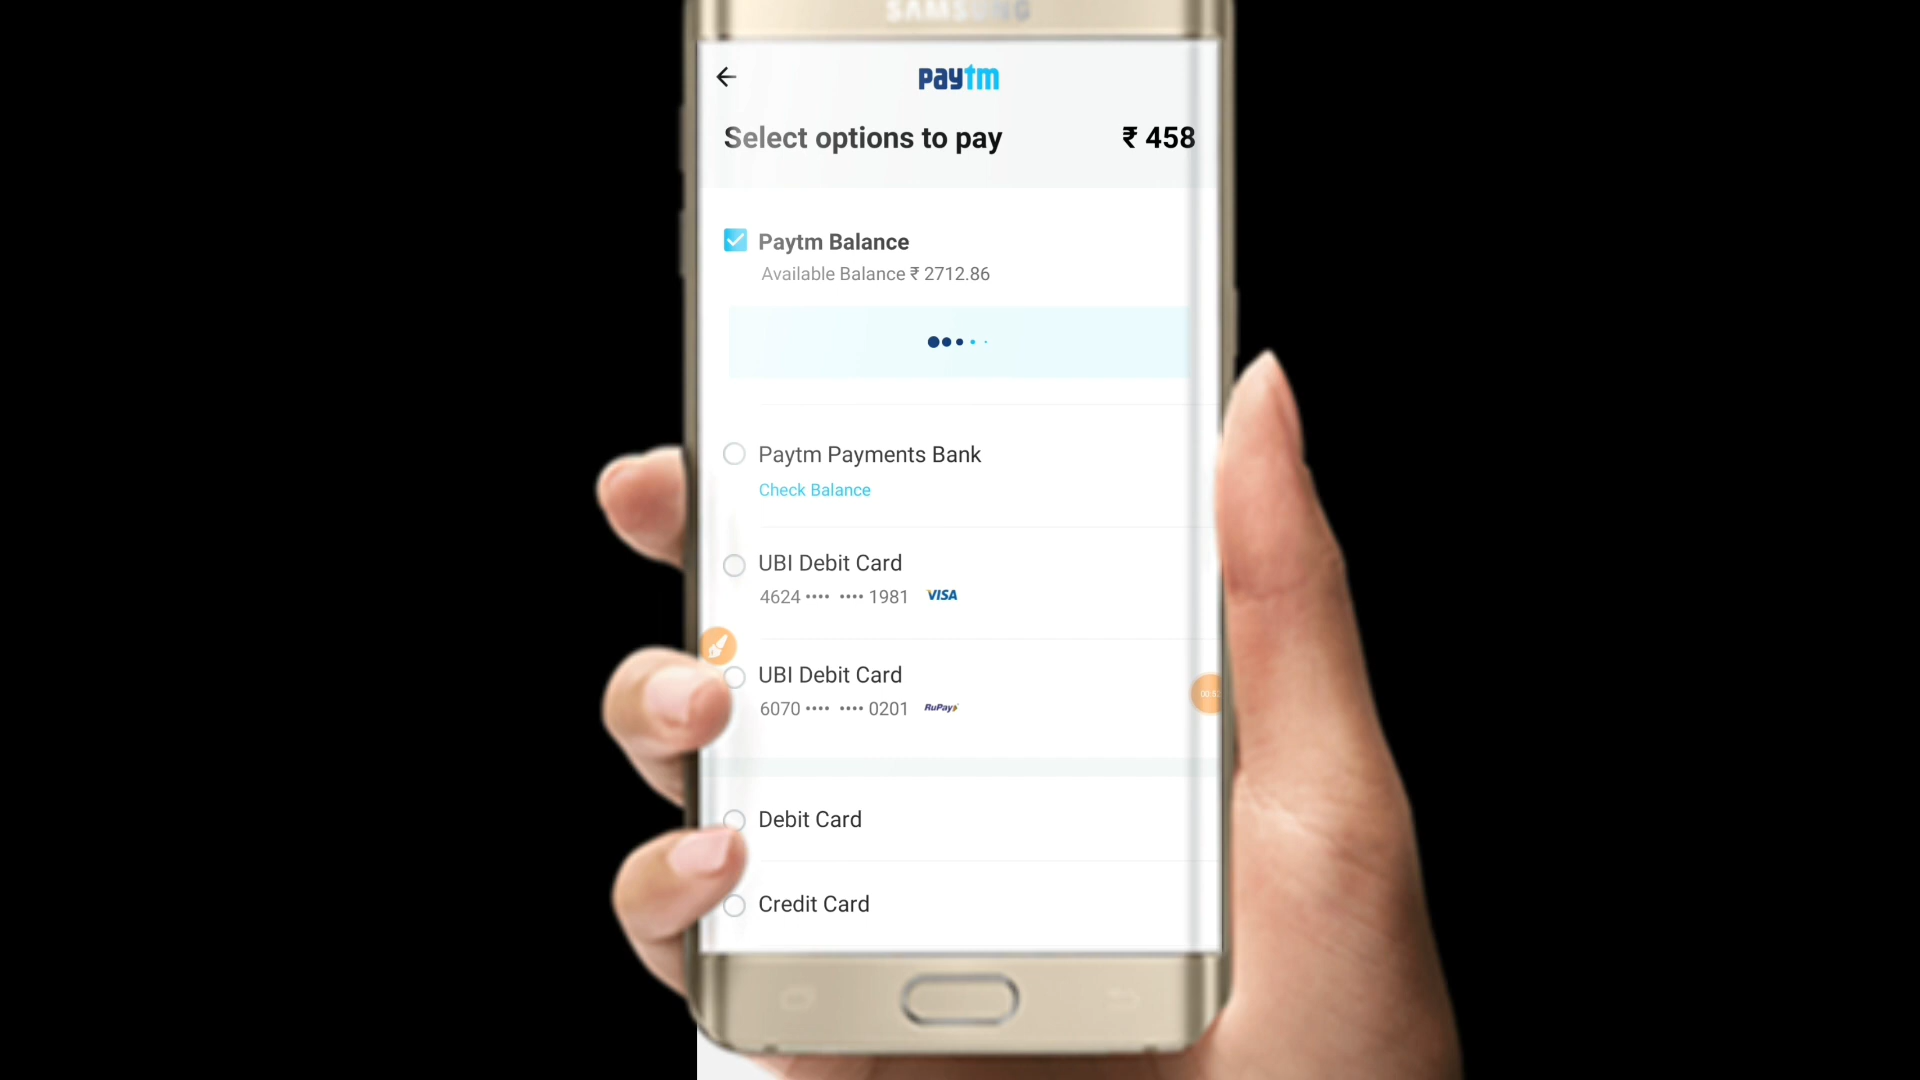 SAMSUNG
paytm
Select options to pay ₹ 458
Paytm Balance
Available Balance ₹ 2712.86
Paytm Payments Bank
Check Balance
UBI Debit Card
4624 •••• •••• 1981 VISA
UBI Debit Card
6070 •••• •••• 0201 RuPay
Debit Card
Credit Card